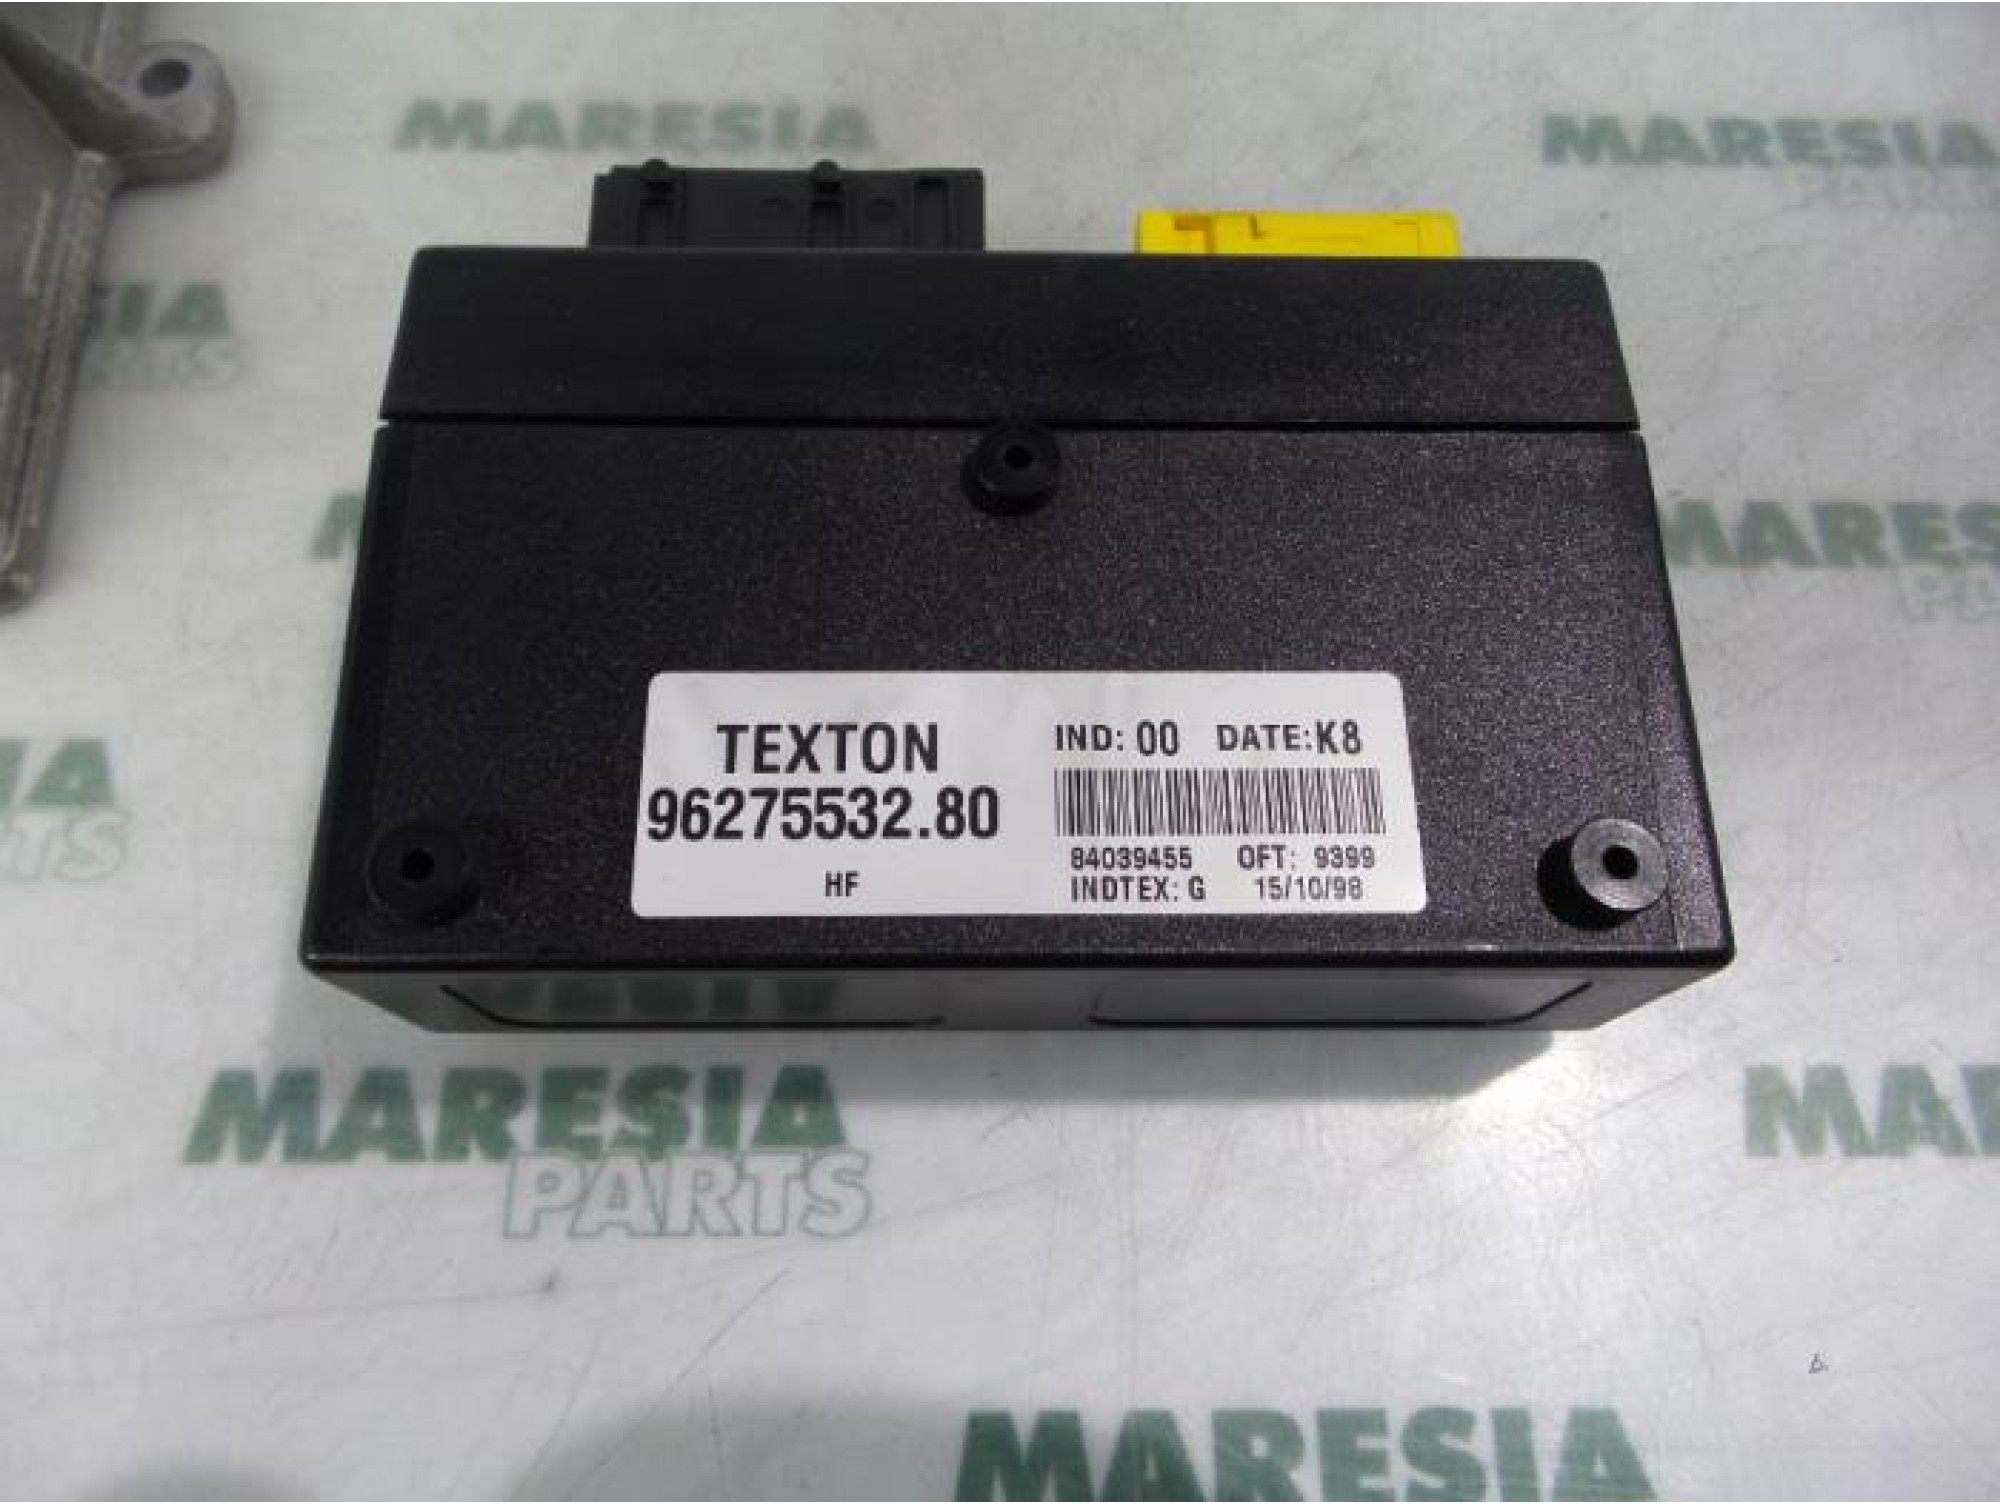 MARESIA
MARESIA
PARTS
TEXTON
96275532.80
HF
IND: 00 DATE: K8
84039455 OFT: 9399
INDTEX: G 15/10/98
MARESIA
PARTS
MARESIA